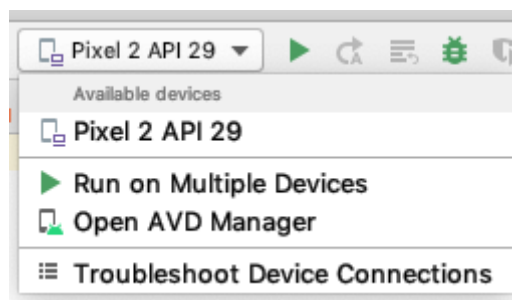 Pixel 2 API 29
Available devices
Pixel 2 API 29
Run on Multiple Devices
Open AVD Manager
Troubleshoot Device Connections